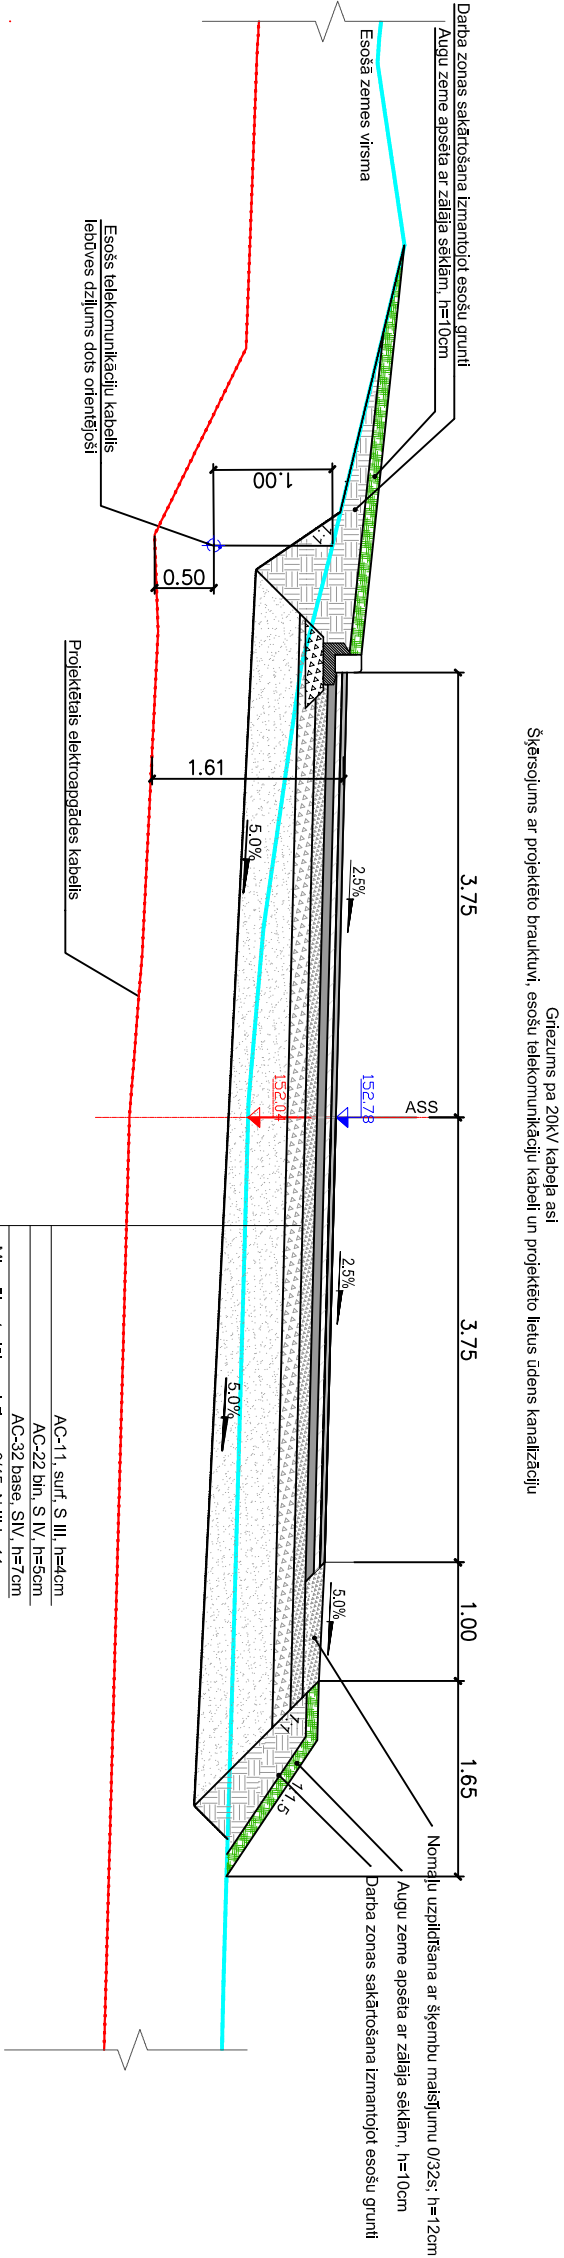 Griezums pa 20kV kabeļa asi
Šķērsojums ar projektēto brauktuvi, esošu telekomunikāciju kabeli un projektēto lietus ūdens kanalizāciju
Darba zonas sakārtošana izmantojot esošu grunti
Augu zeme apsēta ar zālāja sēklām, h=10cm
Esošā zemes virsma
3.75
3.75
1.00
1.65
ASS
152.78
152.04
2.5%
2.5%
5.0%
5.0%
5.0%
1:1
1:1
1:1.5
1.00
0.50
1.61
Nomaļu uzpildīšana ar šķembu maisījumu 0/32s; h=12cm
Augu zeme apsēta ar zālāja sēklām, h=10cm
Darba zonas sakārtošana izmantojot esošu grunti
Esošs telekomunikāciju kabelis
Iebūves dziļums dots orientējoši
Projektētais elektroapgādes kabelis
AC-11, surf, S III, h=4cm
AC-22 bin, S IV, h=5cm
AC-32 base, SIV, h=7cm